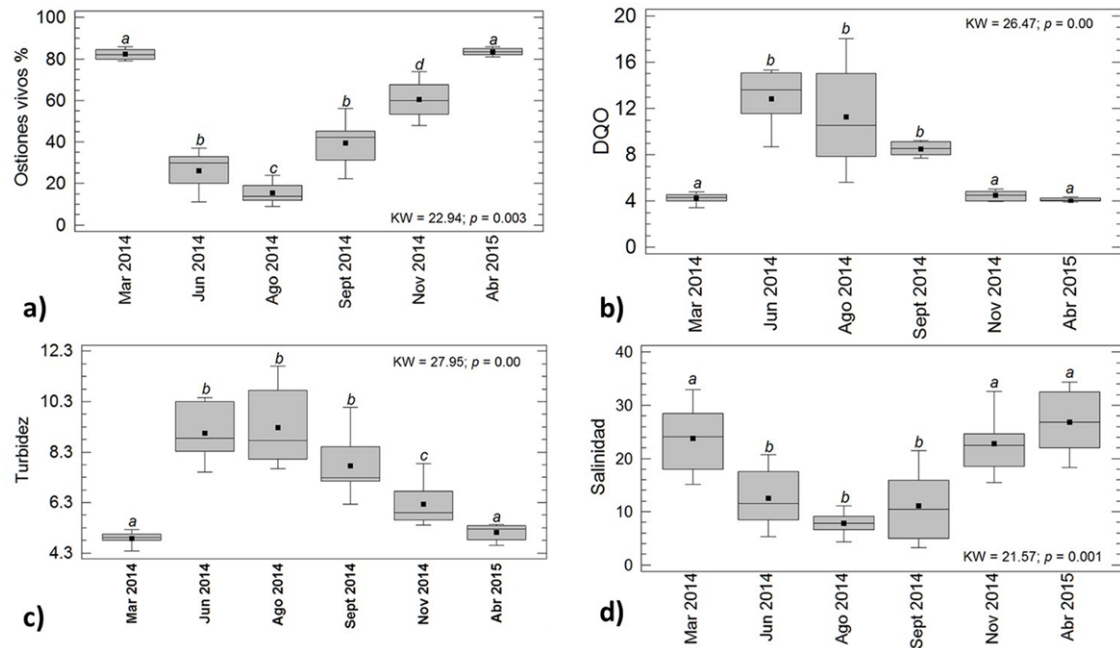 a)
Ostiones vivos %
100
80
60
40
20
0
a
b
c
b
d
a
KW = 22.94; p = 0.003
Mar 2014
Jun 2014
Ago 2014
Sept 2014
Nov 2014
Abr 2015
b)
DQO
20
16
12
8
4
0
a
b
b
b
a
a
KW = 26.47; p = 0.00
Mar 2014
Jun 2014
Ago 2014
Sept 2014
Nov 2014
Abr 2015
c)
Turbidez
12.3
10.3
8.3
6.3
4.3
a
b
b
b
c
a
KW = 27.95; p = 0.00
Mar 2014
Jun 2014
Ago 2014
Sept 2014
Nov 2014
Abr 2015
d)
Salinidad
40
30
20
10
0
a
b
b
b
a
a
KW = 21.57; p = 0.001
Mar 2014
Jun 2014
Ago 2014
Sept 2014
Nov 2014
Abr 2015